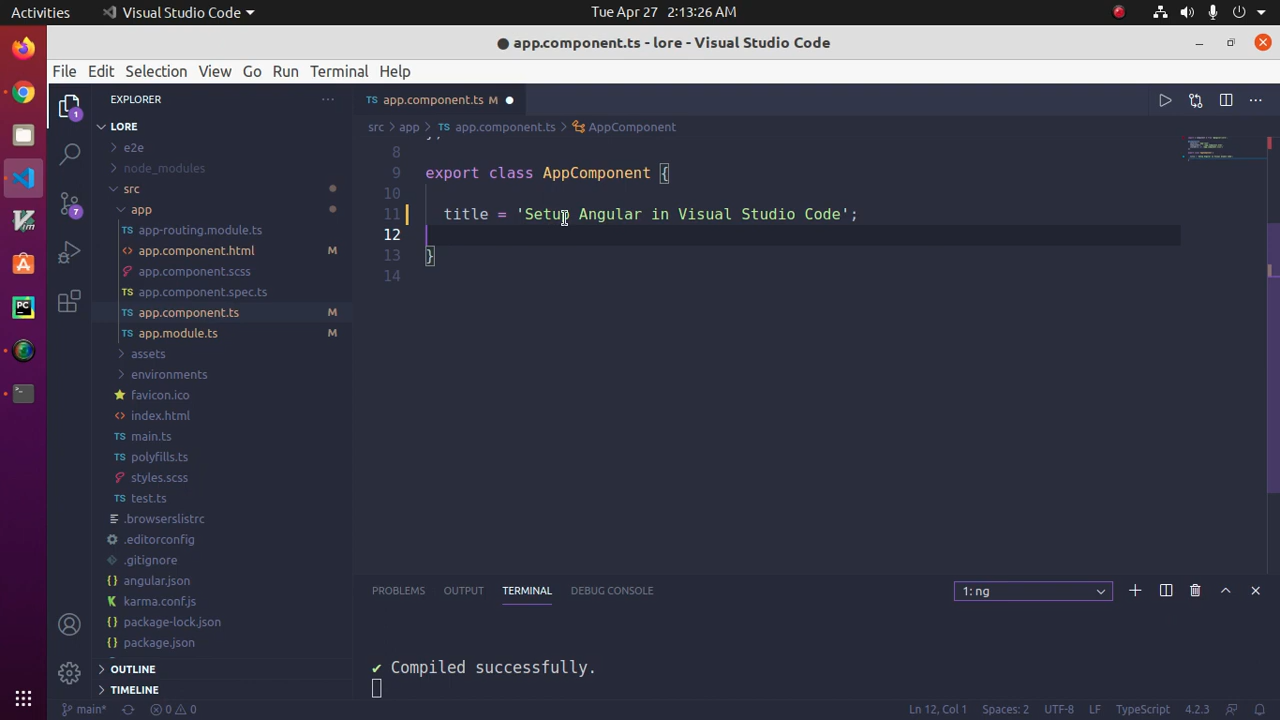 Activities Visual Studio Code Tue Apr 27 2:13:26 AM
● app.component.ts - lore - Visual Studio Code
File Edit Selection View Go Run Terminal Help
EXPLORER
LORE
e2e
node_modules
src
app
app-routing.module.ts
app.component.html
app.component.scss
app.component.spec.ts
app.component.ts M
app.module.ts M
assets
environments
favicon.ico
index.html
main.ts
polyfills.ts
styles.scss
test.ts
.browserslistrc
.editorconfig
.gitignore
angular.json
karma.conf.js
package-lock.json
package.json
OUTLINE
TIMELINE
1
7
TS app.component.ts M ●
src > app > TS app.component.ts > AppComponent
8
9 export class AppComponent {
10
11 title = 'Setup Angular in Visual Studio Code';
12
13 }
14
PROBLEMS OUTPUT TERMINAL DEBUG CONSOLE 1: ng
✔ Compiled successfully.
main* 0 0 Ln 12, Col 1 Spaces: 2 UTF-8 LF TypeScript 4.2.3